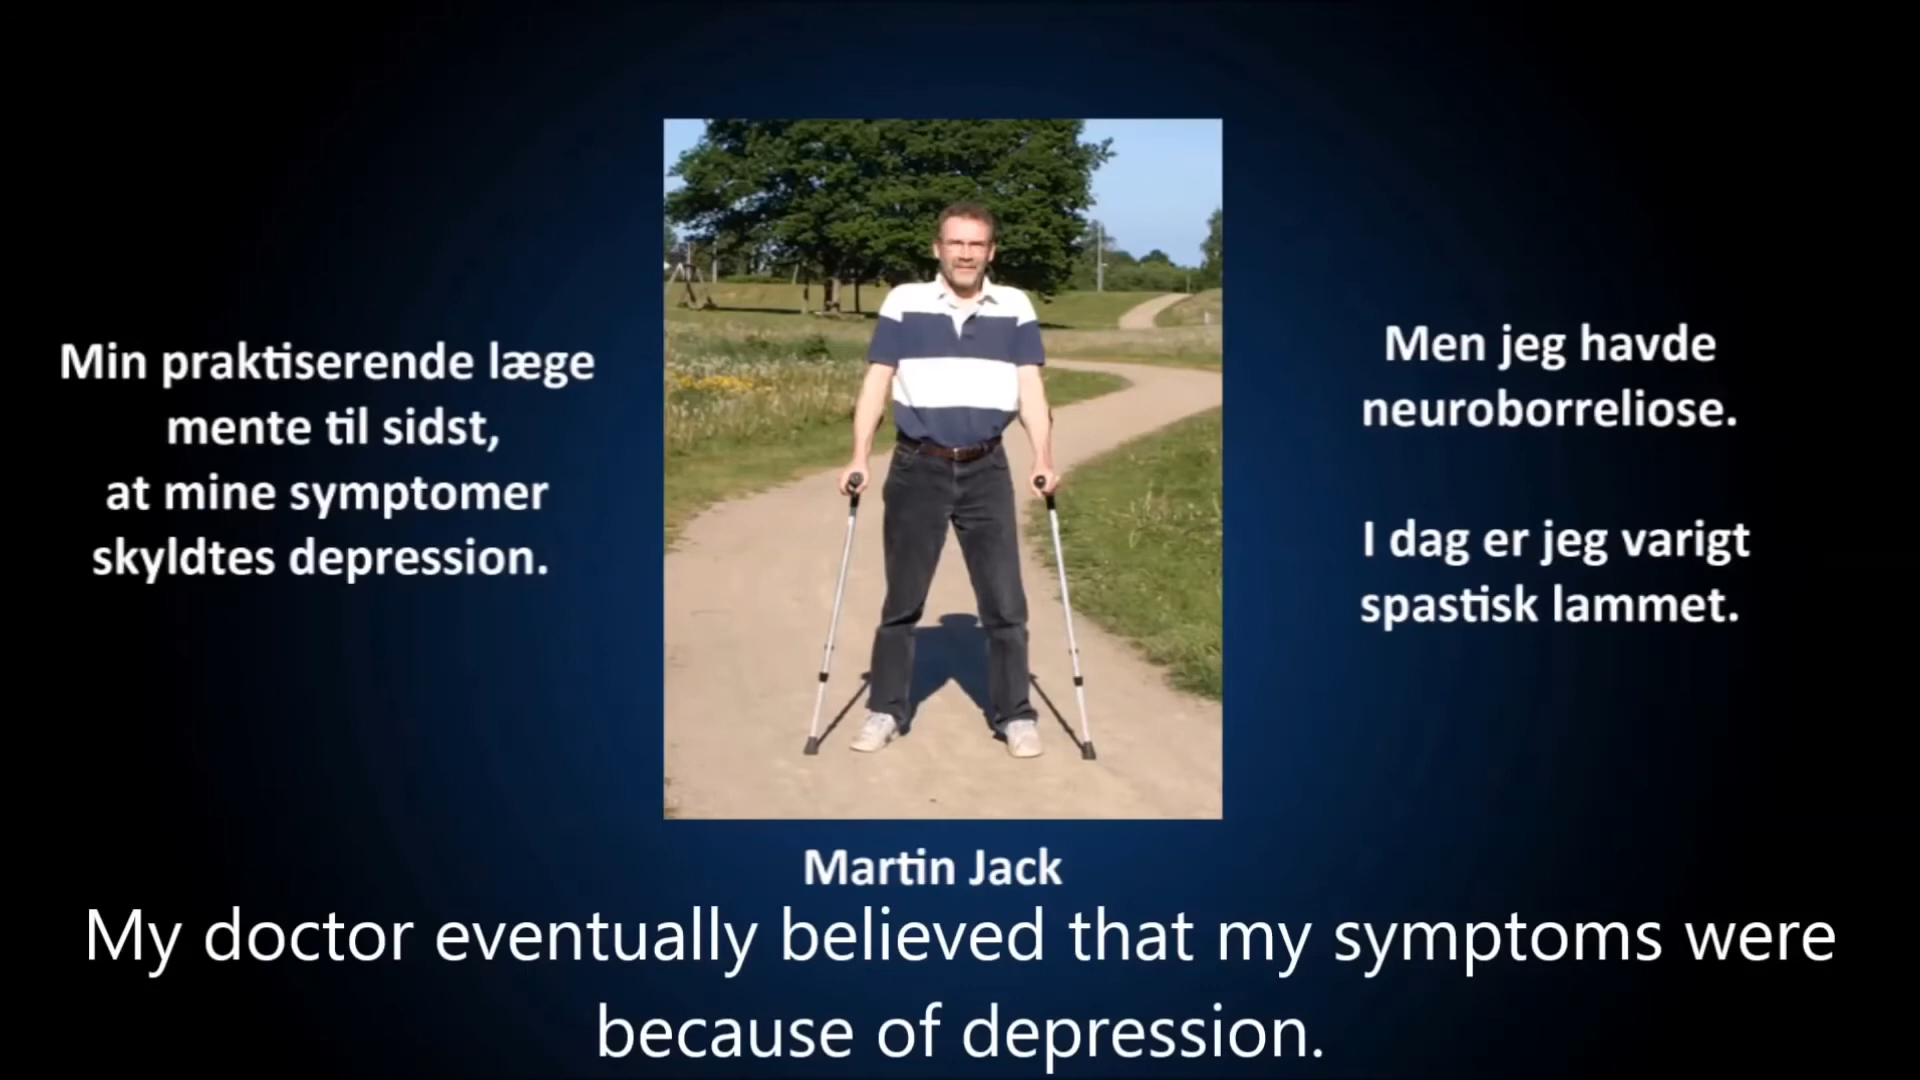 Min praktiserende læge
mente til sidst,
at mine symptomer
skyldtes depression.
Men jeg havde
neuroborreliose.
I dag er jeg varigt
spastisk lammet.
Martin Jack
My doctor eventually believed that my symptoms were
because of depression.